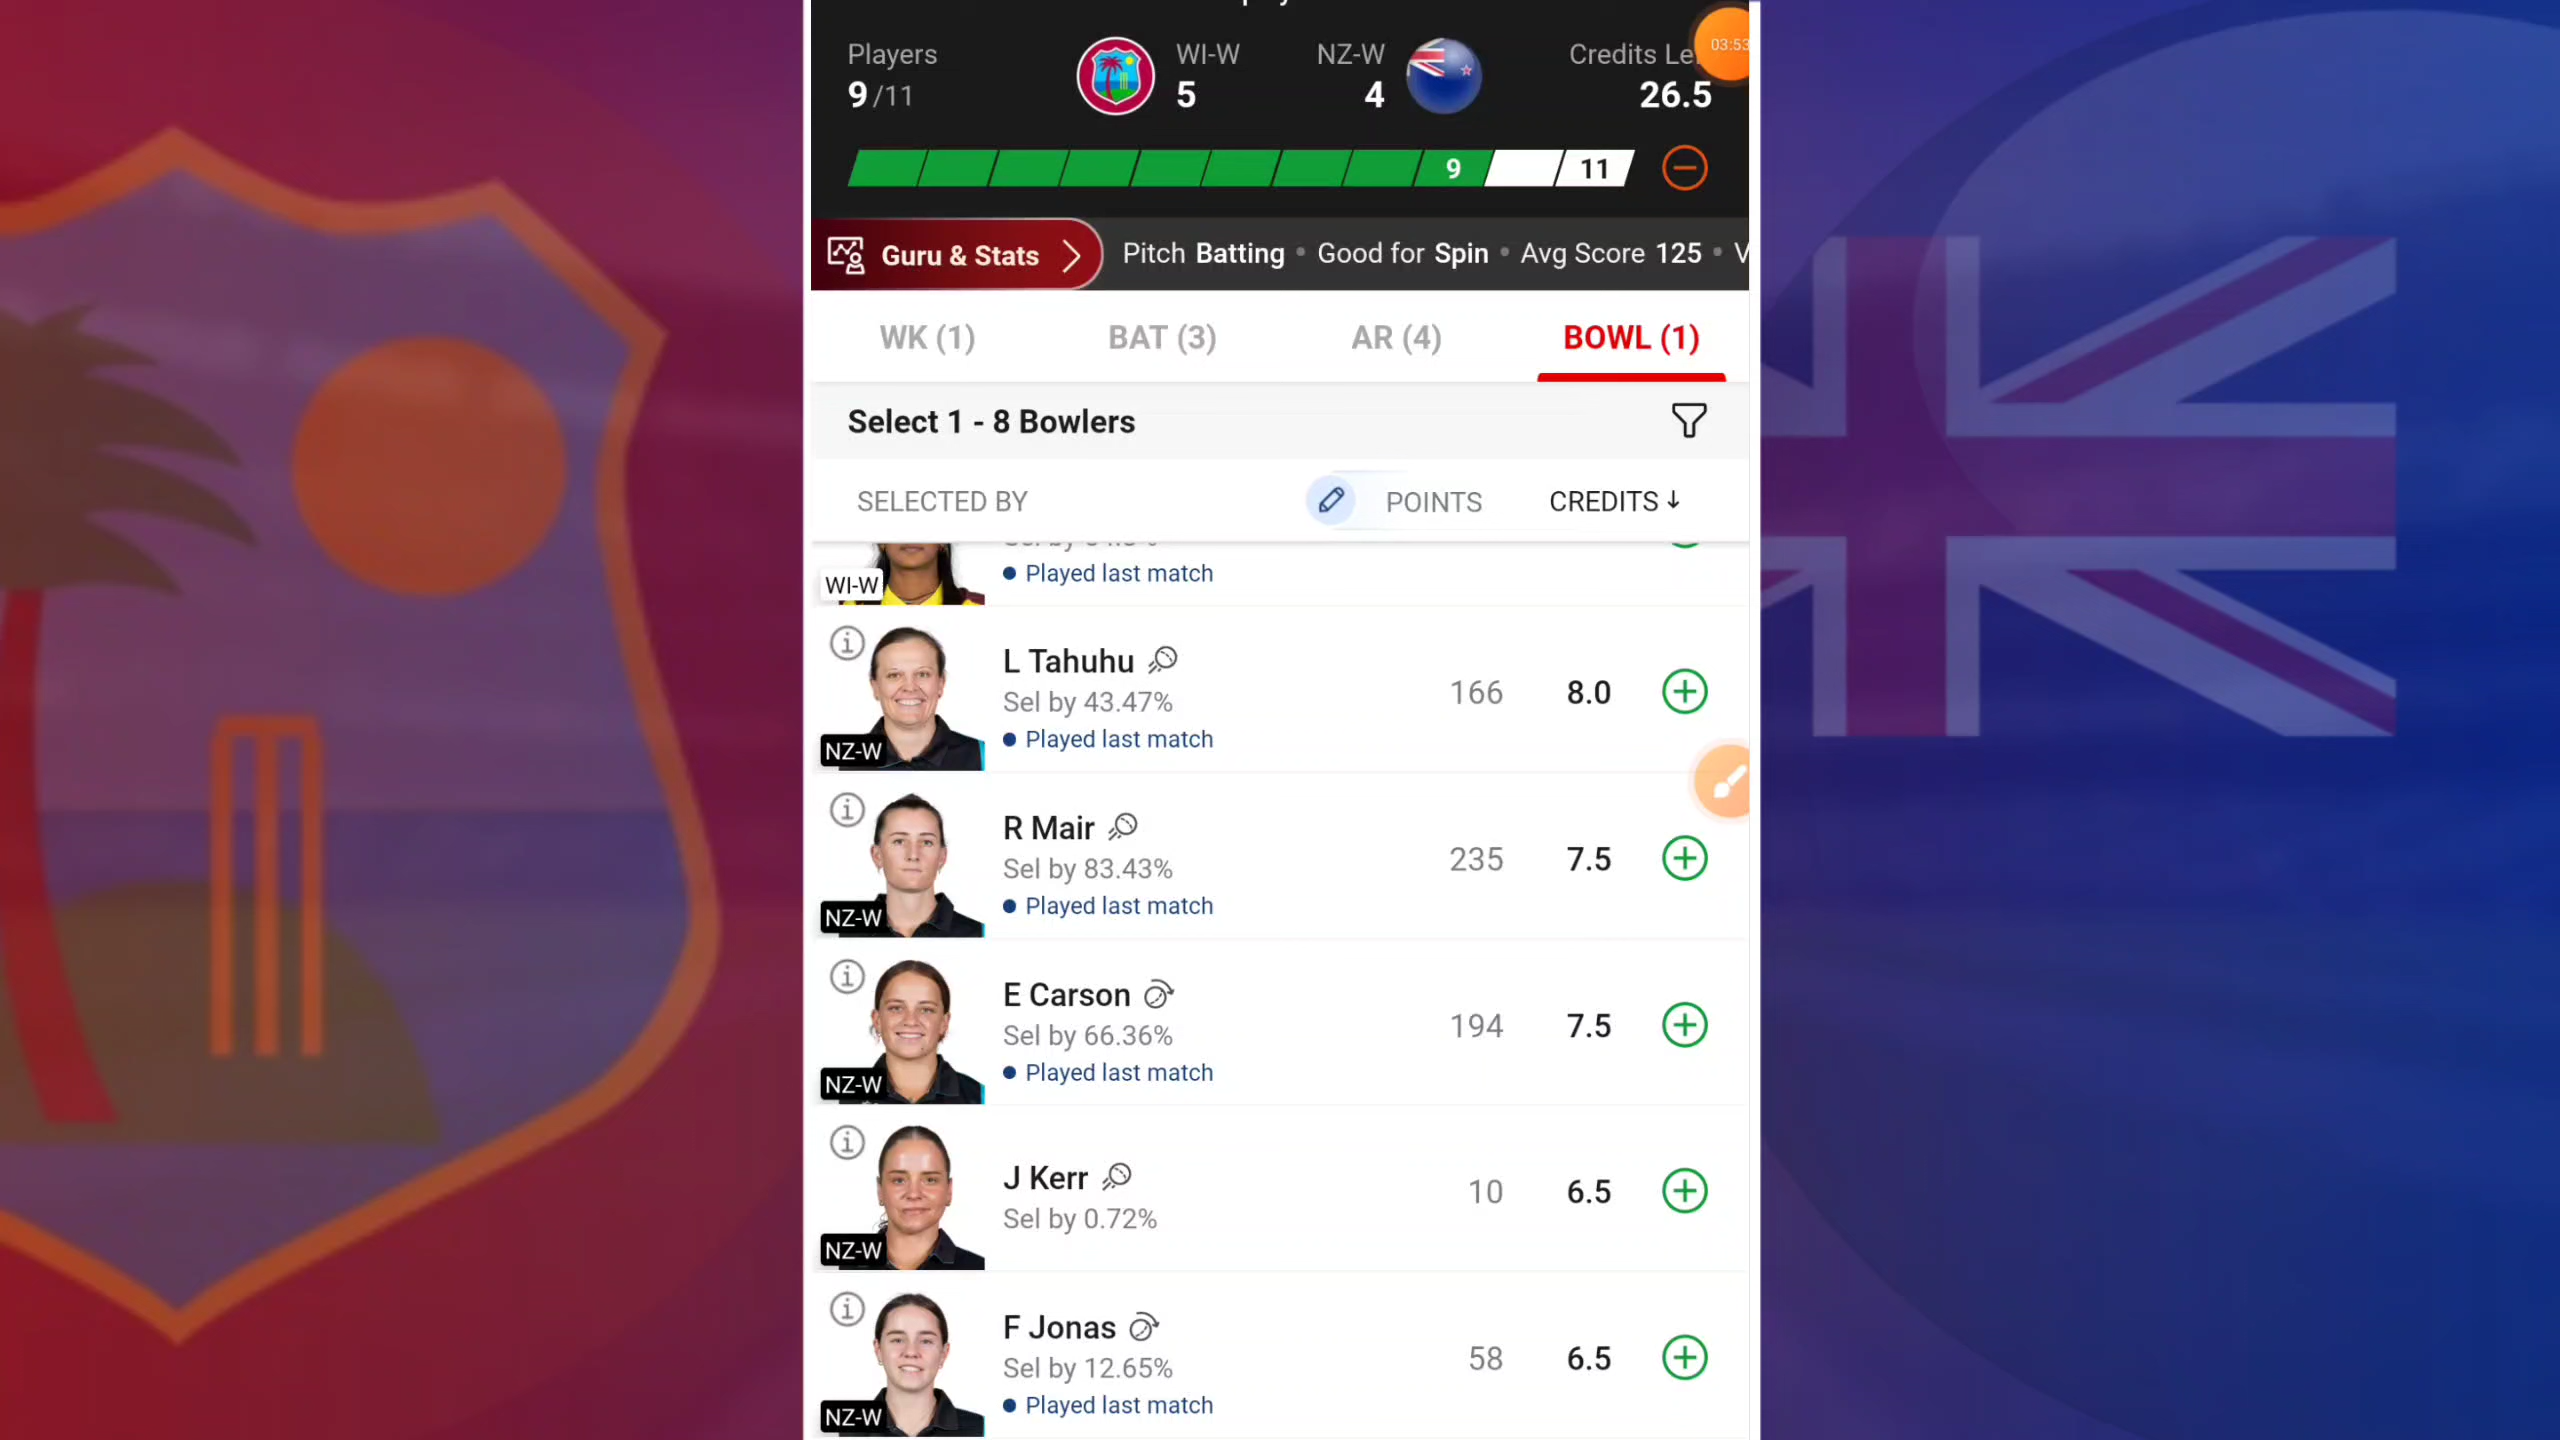 Players
9/11
WI-W
5
NZ-W
4
03:53
26.5
9
11
Guru & Stats
Pitch Batting • Good for Spin • Avg Score 125 •
WK (1)
BAT (3)
AR (4)
BOWL (1)
Select 1 - 8 Bowlers
SELECTED BY
POINTS
CREDITS↓
WI-W
Played last match
L Tahuhu
Sel by 43.47%
Played last match
NZ-W
166
8.0
R Mair
Sel by 83.43%
Played last match
NZ-W
235
7.5
E Carson
Sel by 66.36%
Played last match
NZ-W
194
7.5
J Kerr
Sel by 0.72%
NZ-W
10
6.5
F Jonas
Sel by 12.65%
Played last match
NZ-W
58
6.5